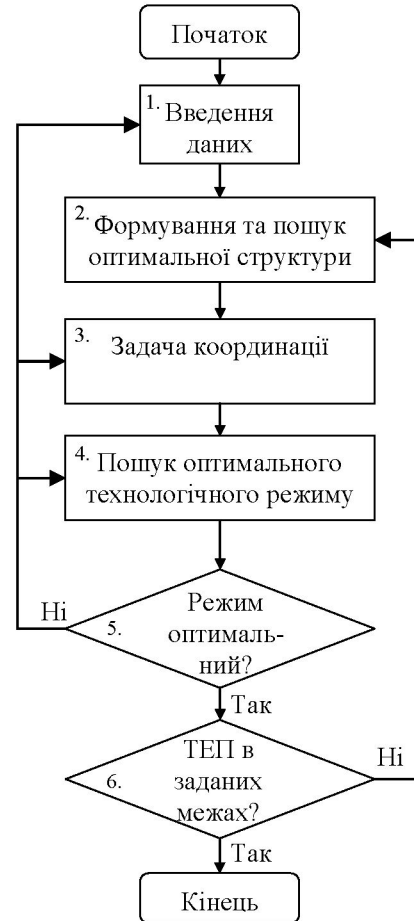 Початок
1. Введення
даних
2. Формування та пошук
оптимальної структури
3. Задача координації
4. Пошук оптимального
технологічного режиму
Ні
5. Режим
оптималь-
ний?
Так
6. ТЕП в
заданих
межах?
Ні
Так
Кінець